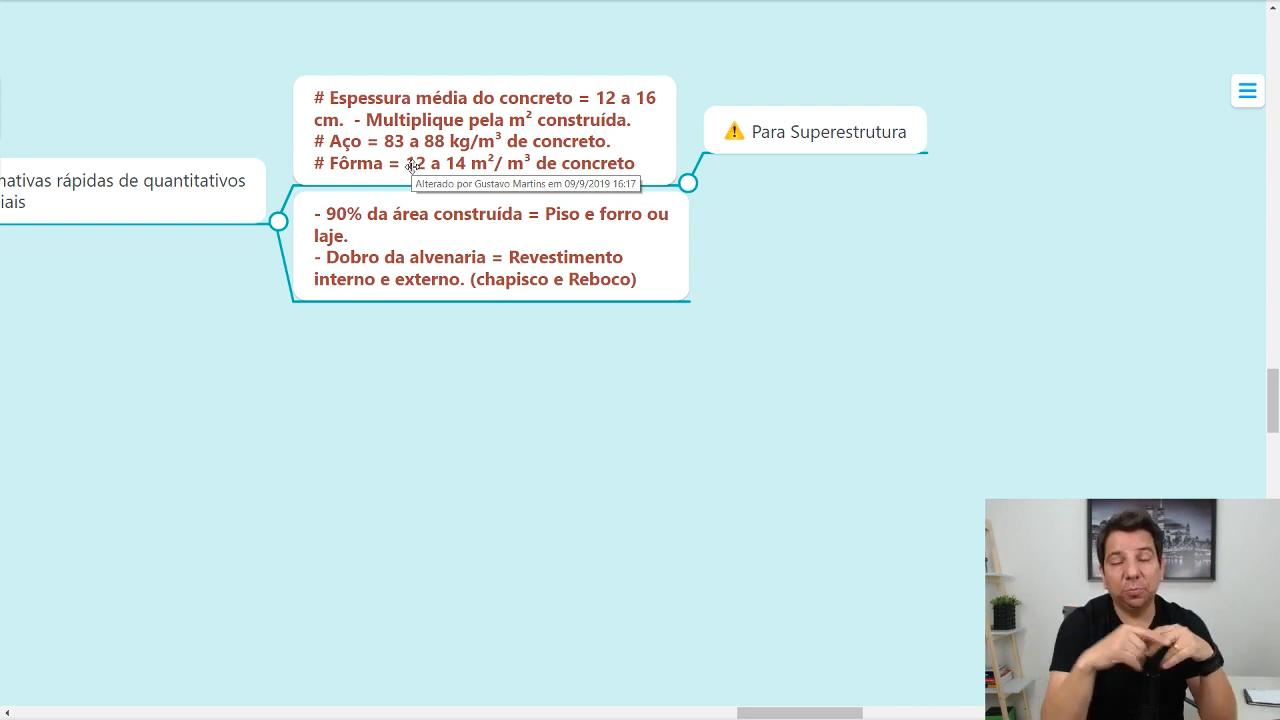 # Espessura média do concreto = 12 a 16
cm.  - Multiplique pela m² construída.
# Aço = 83 a 88 kg/m³ de concreto.
# Fôrma = 12 a 14 m²/ m³ de concreto
Alterado por Gustavo Martins em 09/9/2019 16:17
Para Superestrutura
rápidas de quantitativos
- 90% da área construída = Piso e forro ou
laje.
- Dobro da alvenaria = Revestimento
interno e externo. (chapisco e Reboco)